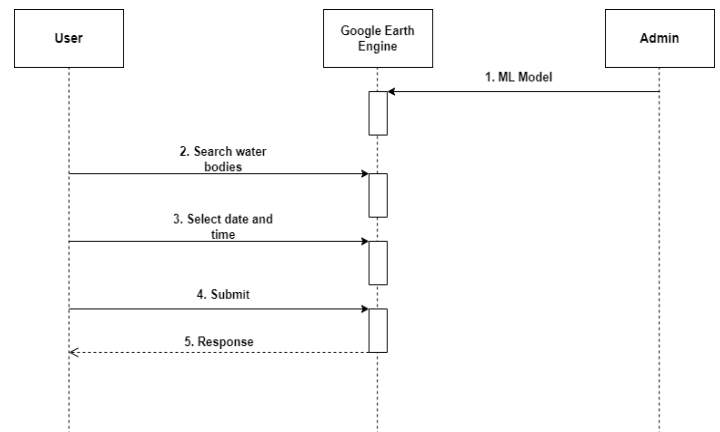 User
Google Earth
Engine
Admin
1. ML Model
2. Search water
bodies
3. Select date and
time
4. Submit
5. Response